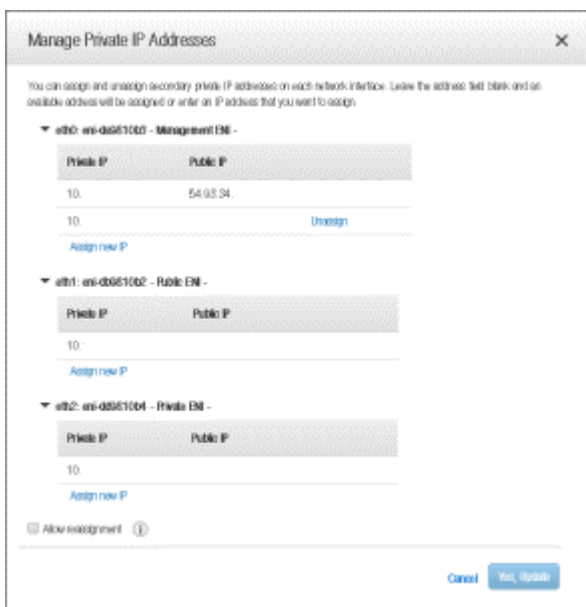 Manage Private IP Addresses
You can assign and unassign secondary private IP addresses on each network interface. Leave the address field blank and an
available address will be assigned or enter an IP address that you want to assign.
eth0: - Management ENI -
Private IP Public IP
10. 54.93.34.
10. Unassign
Assign new IP
eth1: - Public ENI -
Private IP Public IP
10.
Assign new IP
eth2: - Private ENI -
Private IP Public IP
10.
Assign new IP
Allow reassignment i
Cancel Yes, Update